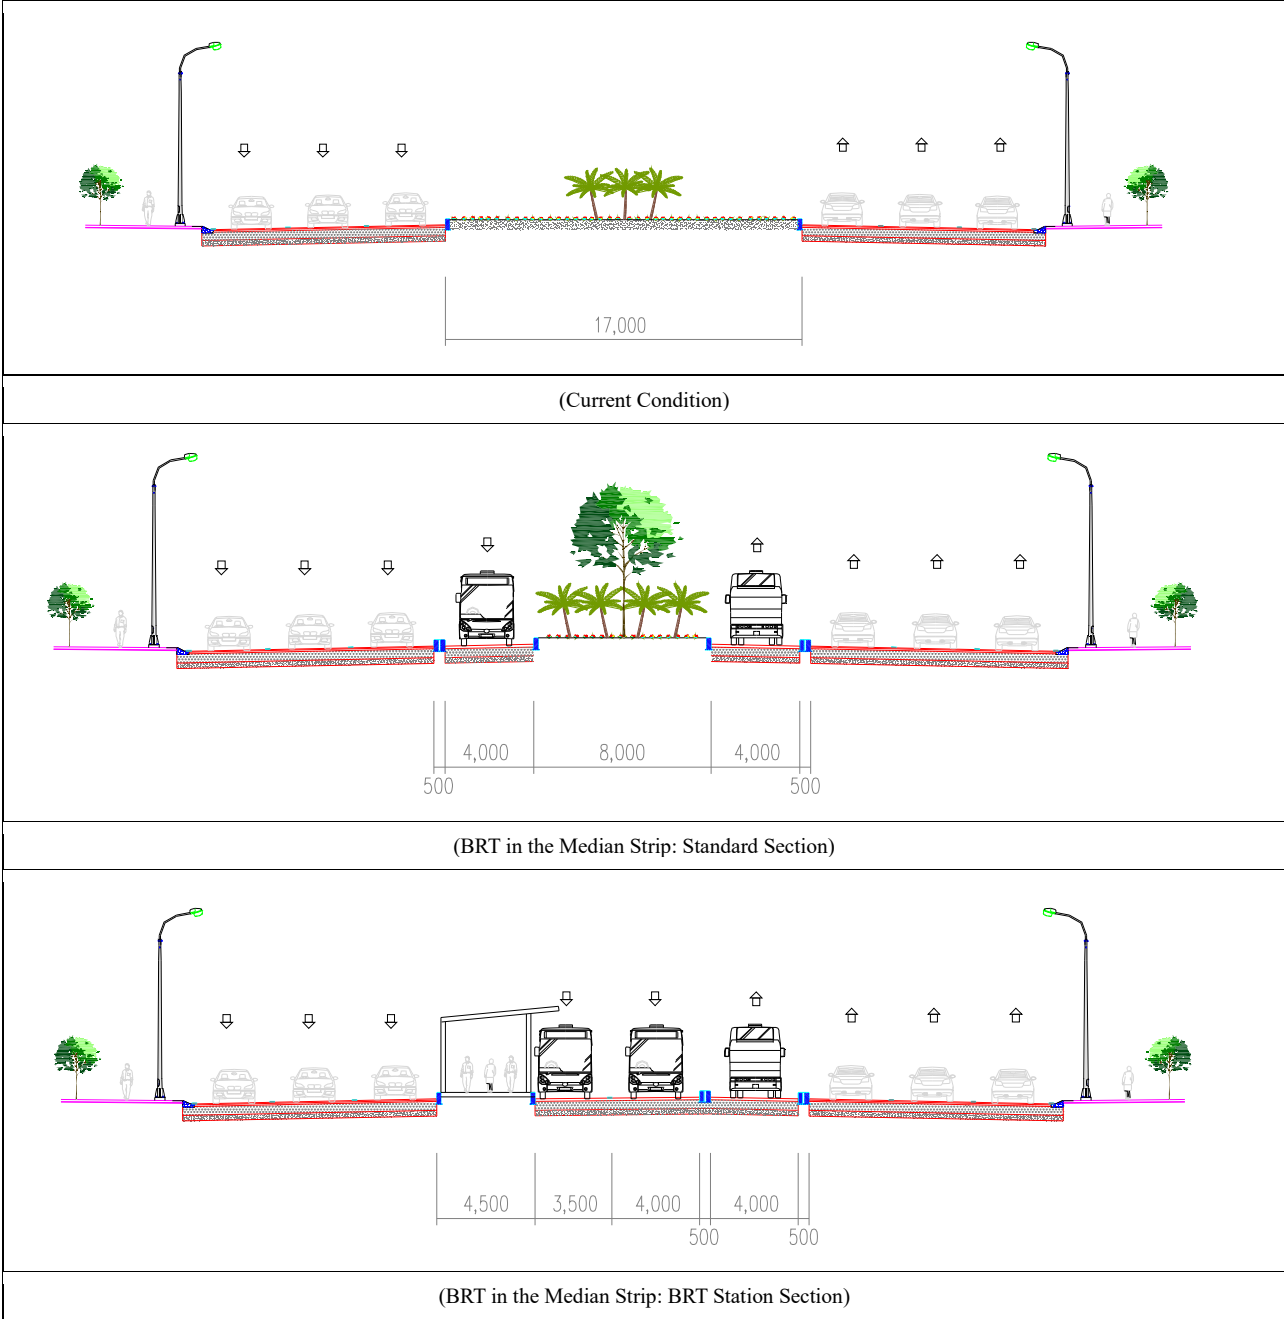 17,000
(Current Condition)
4,000 8,000 4,000
500 500
(BRT in the Median Strip: Standard Section)
4,500 3,500 4,000 4,000
500 500
(BRT in the Median Strip: BRT Station Section)